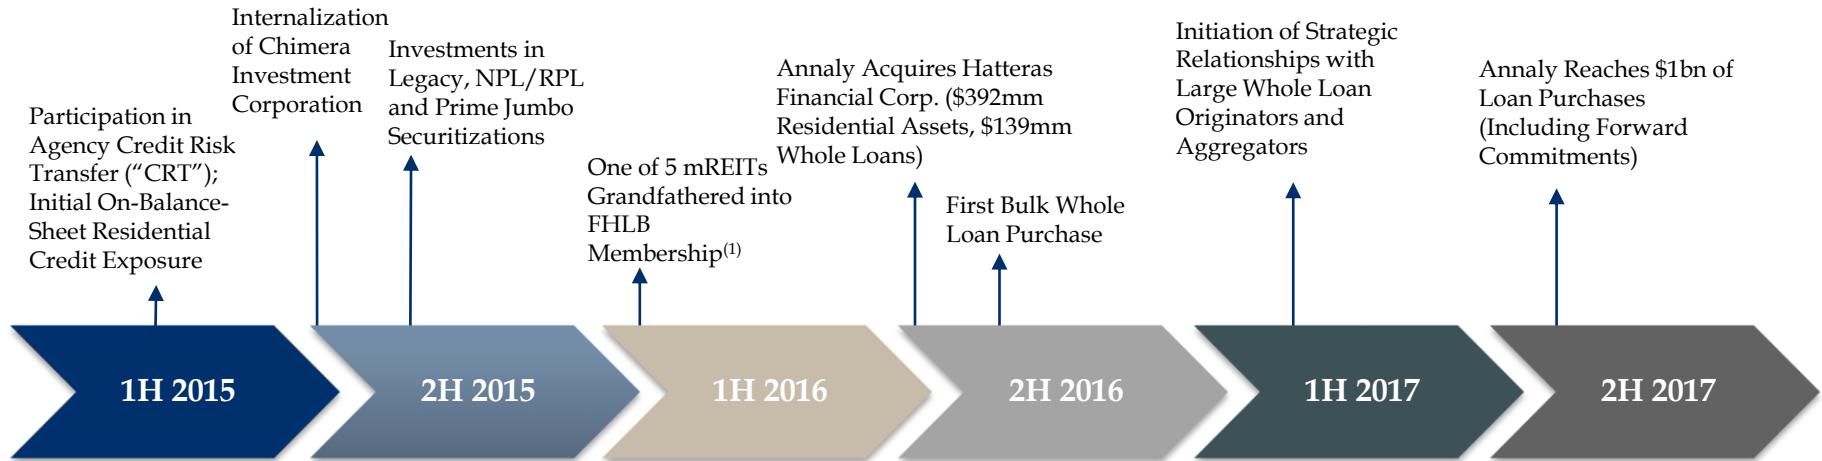 Participation in
Agency Credit Risk
Transfer (“CRT”);
Initial On-Balance-
Sheet Residential
Credit Exposure
Internalization
of Chimera
Investment
Corporation
Investments in
Legacy, NPL/RPL
and Prime Jumbo
Securitizations
One of 5 mREITs
Grandfathered into
FHLB
Membership(1)
Annaly Acquires Hatteras
Financial Corp. ($392mm
Residential Assets, $139mm
Whole Loans)
First Bulk Whole
Loan Purchase
Initiation of Strategic
Relationships with
Large Whole Loan
Originators and
Aggregators
Annaly Reaches $1bn of
Loan Purchases
(Including Forward
Commitments)
1H 2015
2H 2015
1H 2016
2H 2016
1H 2017
2H 2017